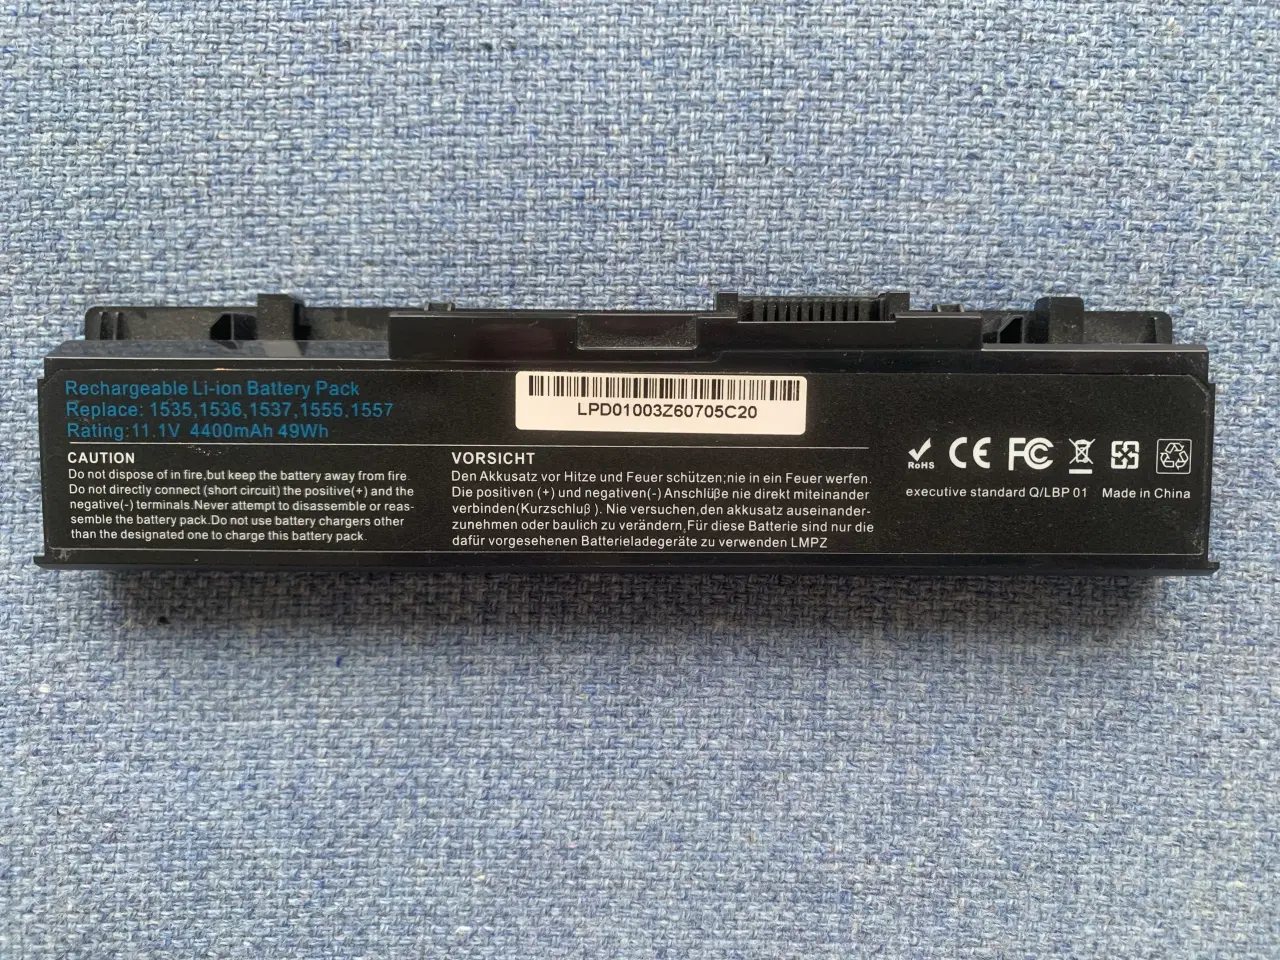 Rechargeable Li-ion Battery Pack
Replace: 1535,1536,1537,1555.1557
Rating:11.1V 4400mAh 49Wh
LPD01003Z60705C20
CAUTION
Do not dispose of in fire,but keep the battery away from fire.
Do not directly connect (short circuit) the positive(+) and the
negative(-) terminals.Never attempt to disassemble or reas-
semble the battery pack.Do not use battery chargers other
than the designated one to charge this battery pack.
VORSICHT
Den Akkusatz vor Hitze und Feuer schützen;nie in ein Feuer werfen.
Die positiven (+) und negativen(-) Anschlüße nie direkt miteinander
verbinden(Kurzschluß). Nie versuchen,den akkusatz auseinander-
zunehmen oder baulich zu verändern,Für diese Batterie sind nur die
dafür vorgesehenen Batterieladegeräte zu verwenden LMPZ
RoHS CE FC
executive standard Q/LBP 01 Made in China